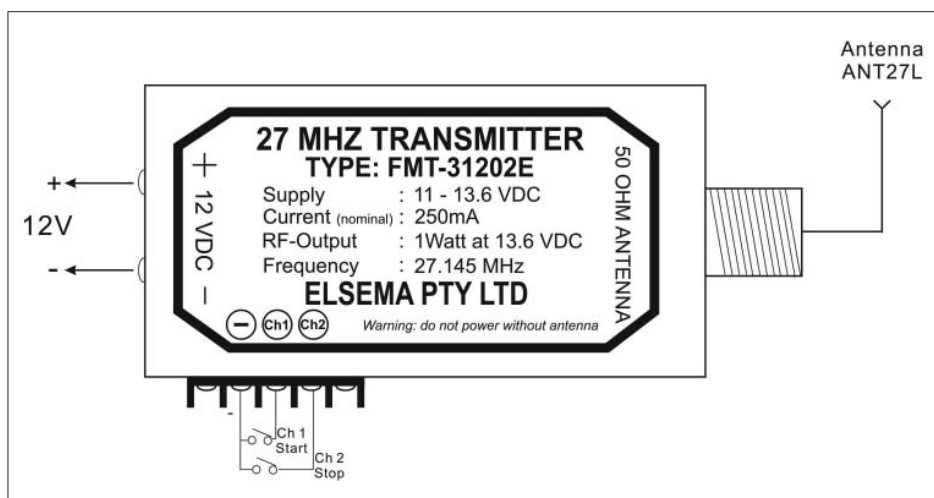 Antenna
ANT27L
27 MHZ TRANSMITTER
TYPE: FMT-31202E
Supply : 11 - 13.6 VDC
Current (nominal) : 250mA
RF-Output : 1Watt at 13.6 VDC
Frequency : 27.145 MHz
ELSEMA PTY LTD
- Ch1 Ch2 Warning: do not power without antenna
+ 12 VDC -
50 OHM ANTENNA
+
12V
-
-
Ch 1
Start
Ch 2
Stop